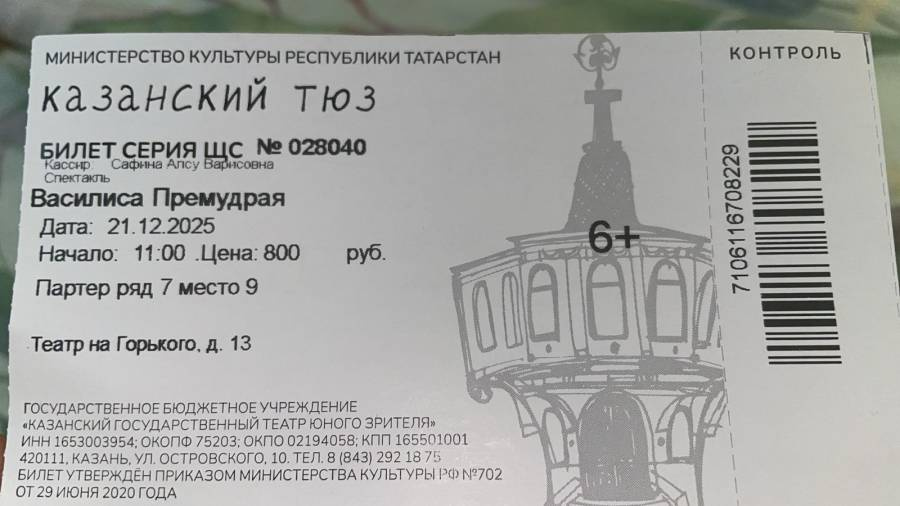 МИНИСТЕРСТВО КУЛЬТУРЫ РЕСПУБЛИКИ ТАТАРСТАН
КОНТРОЛЬ
КАЗАНСКИЙ ТЮЗ
БИЛЕТ СЕРИЯ ЩС № 028040
Кассир: Сафина Алсу Варисовна
Спектакль
Василиса Премудрая
Дата: 21.12.2025
Начало: 11:00 .Цена: 800 руб.
6+
Партер ряд 7 место 9
Театр на Горького, д. 13
7106116708229
ГОСУДАРСТВЕННОЕ БЮДЖЕТНОЕ УЧРЕЖДЕНИЕ
«КАЗАНСКИЙ ГОСУДАРСТВЕННЫЙ ТЕАТР ЮНОГО ЗРИТЕЛЯ»
ИНН 1653003954; ОКОПФ 75203; ОКПО 02194058; КПП 165501001
420111, КАЗАНЬ, УЛ. ОСТРОВСКОГО, 10. ТЕЛ. 8 (843) 292 18 75
БИЛЕТ УТВЕРЖДЁН ПРИКАЗОМ МИНИСТЕРСТВА КУЛЬТУРЫ РФ №702
ОТ 29 ИЮНЯ 2020 ГОДА